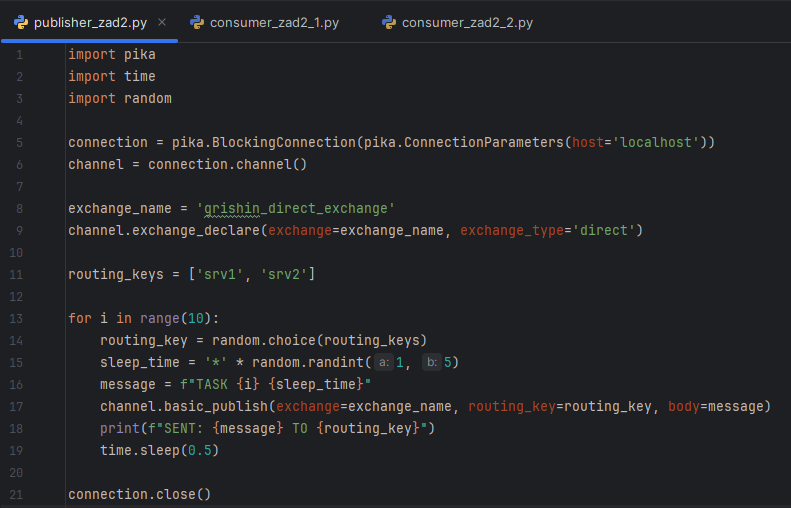 publisher_zad2.py × consumer_zad2_1.py consumer_zad2_2.py
1 import pika
2 import time
3 import random
4
5 connection = pika.BlockingConnection(pika.ConnectionParameters(host='localhost'))
6 channel = connection.channel()
7
8 exchange_name = 'grishin_direct_exchange'
9 channel.exchange_declare(exchange=exchange_name, exchange_type='direct')
10
11 routing_keys = ['srv1', 'srv2']
12
13 for i in range(10):
14     routing_key = random.choice(routing_keys)
15     sleep_time = '*' * random.randint( a: 1,  b: 5)
16     message = f"TASK {i} {sleep_time}"
17     channel.basic_publish(exchange=exchange_name, routing_key=routing_key, body=message)
18     print(f"SENT: {message} TO {routing_key}")
19     time.sleep(0.5)
20
21 connection.close()